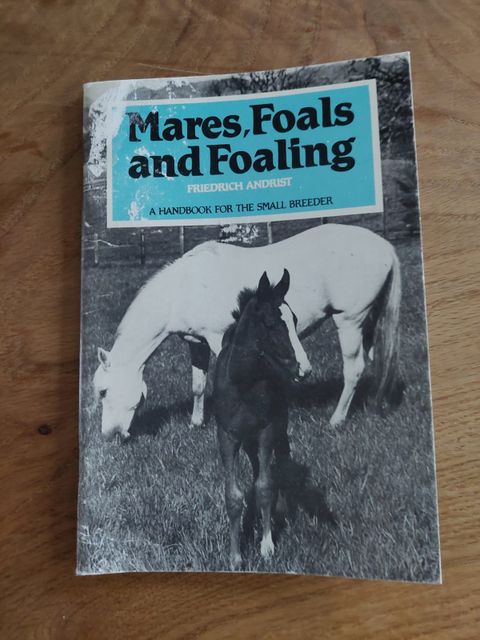 Mares, Foals
and Foaling
FRIEDRICH ANDRIST
A HANDBOOK FOR THE SMALL BREEDER